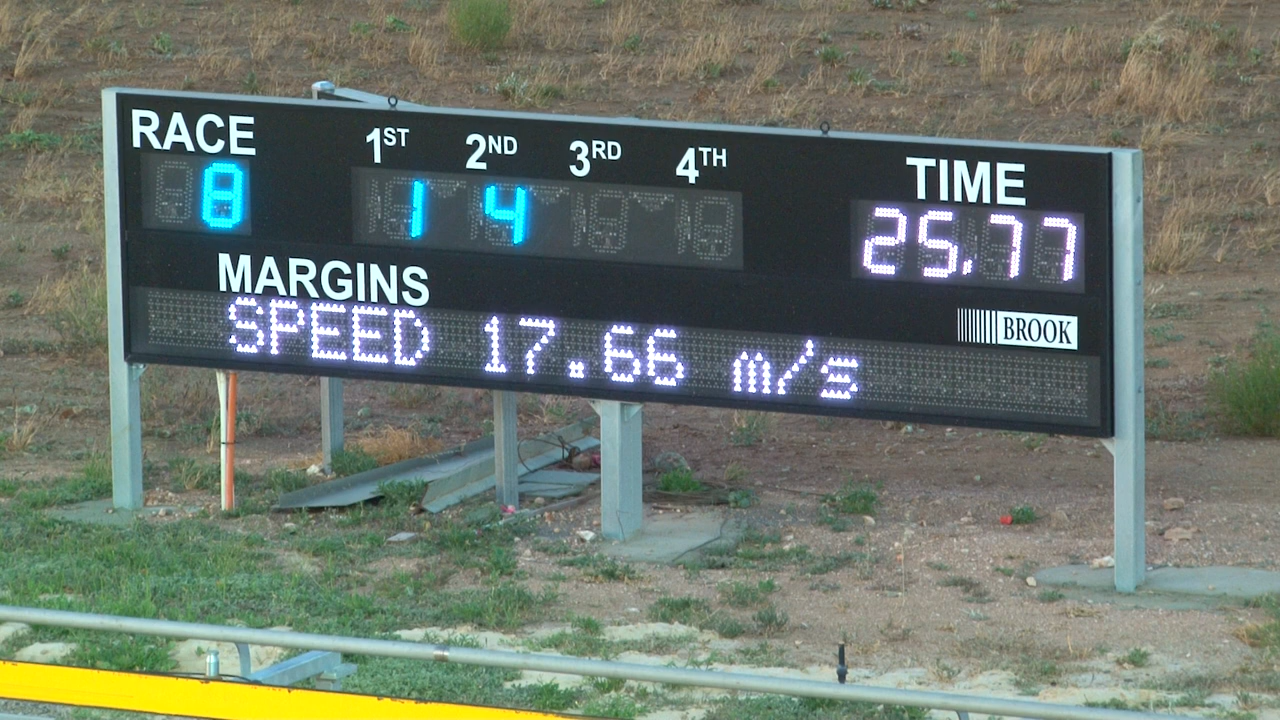 RACE 1ST 2ND 3RD 4TH TIME
8 1 4 25.77
MARGINS
BROOK
SPEED 17.66 m/s